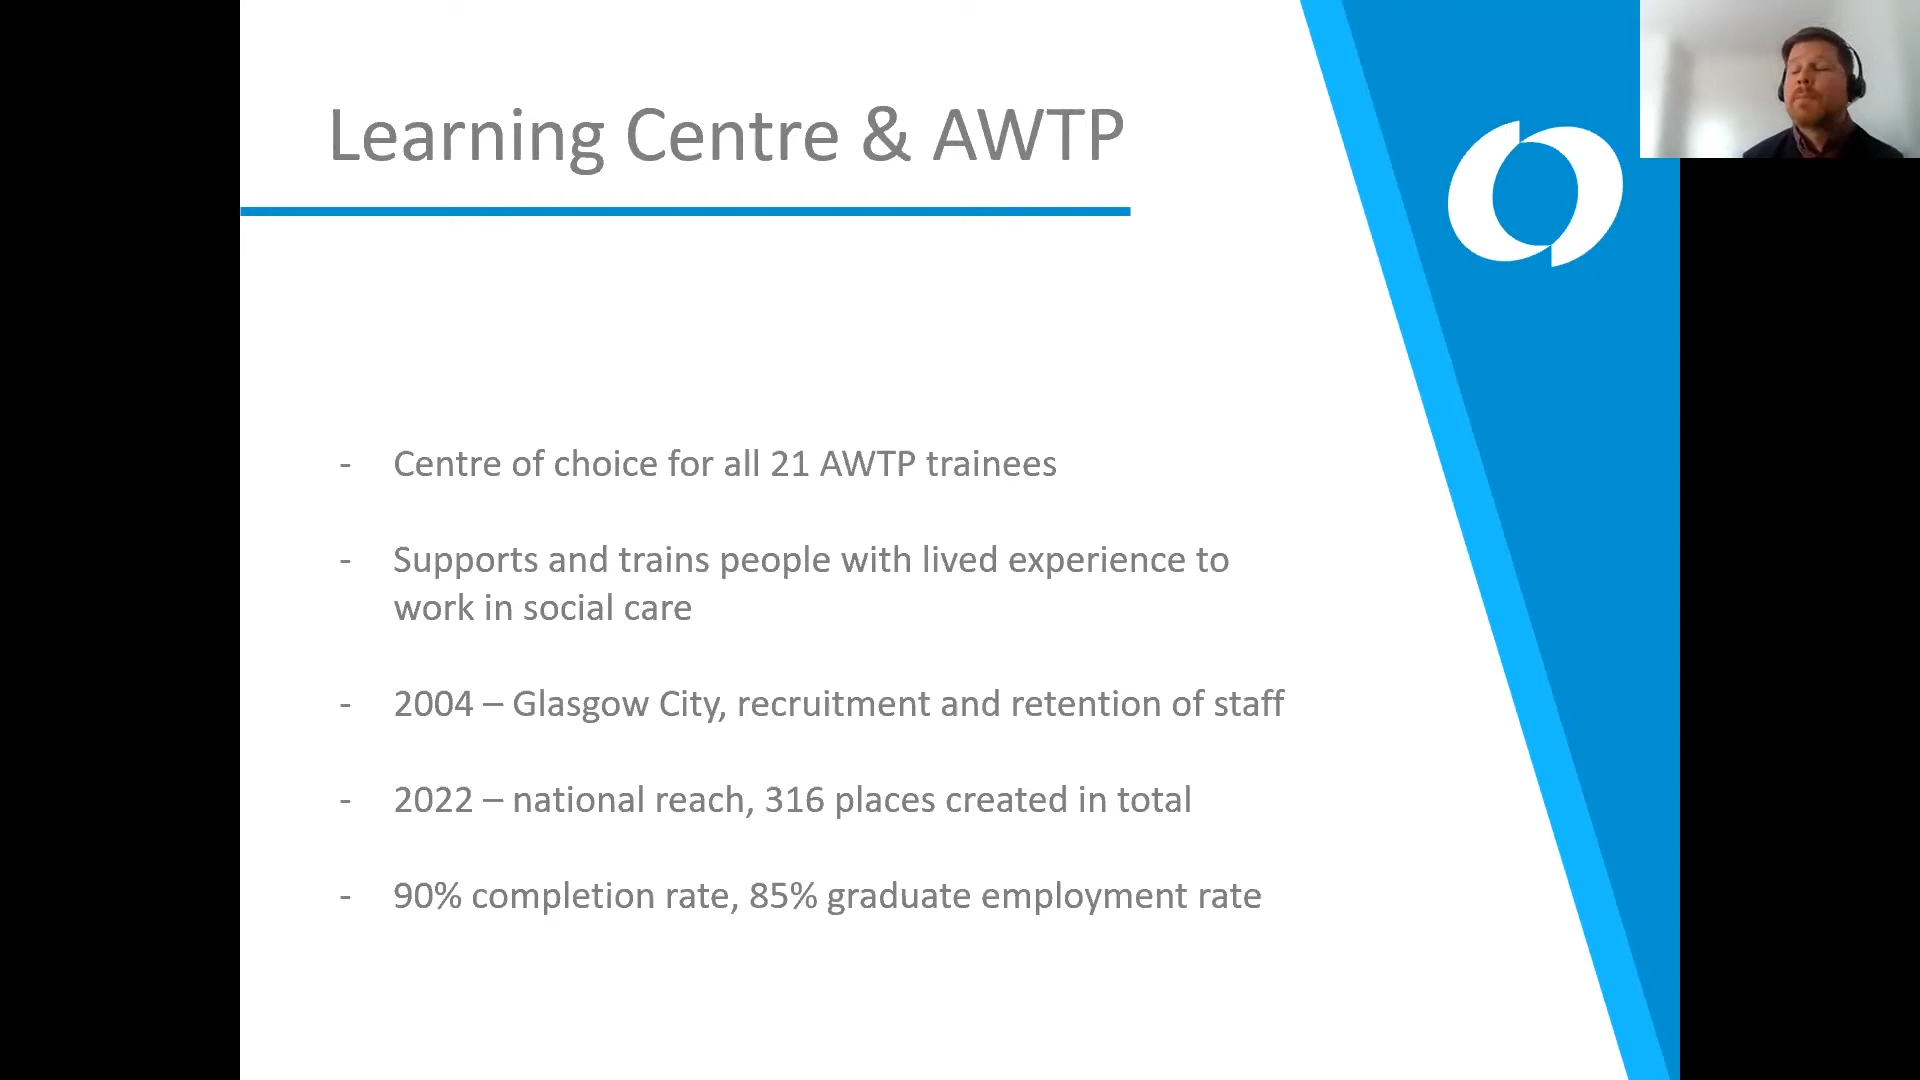 Learning Centre & AWTP
- Centre of choice for all 21 AWTP trainees
- Supports and trains people with lived experience to
work in social care
- 2004 – Glasgow City, recruitment and retention of staff
- 2022 – national reach, 316 places created in total
- 90% completion rate, 85% graduate employment rate